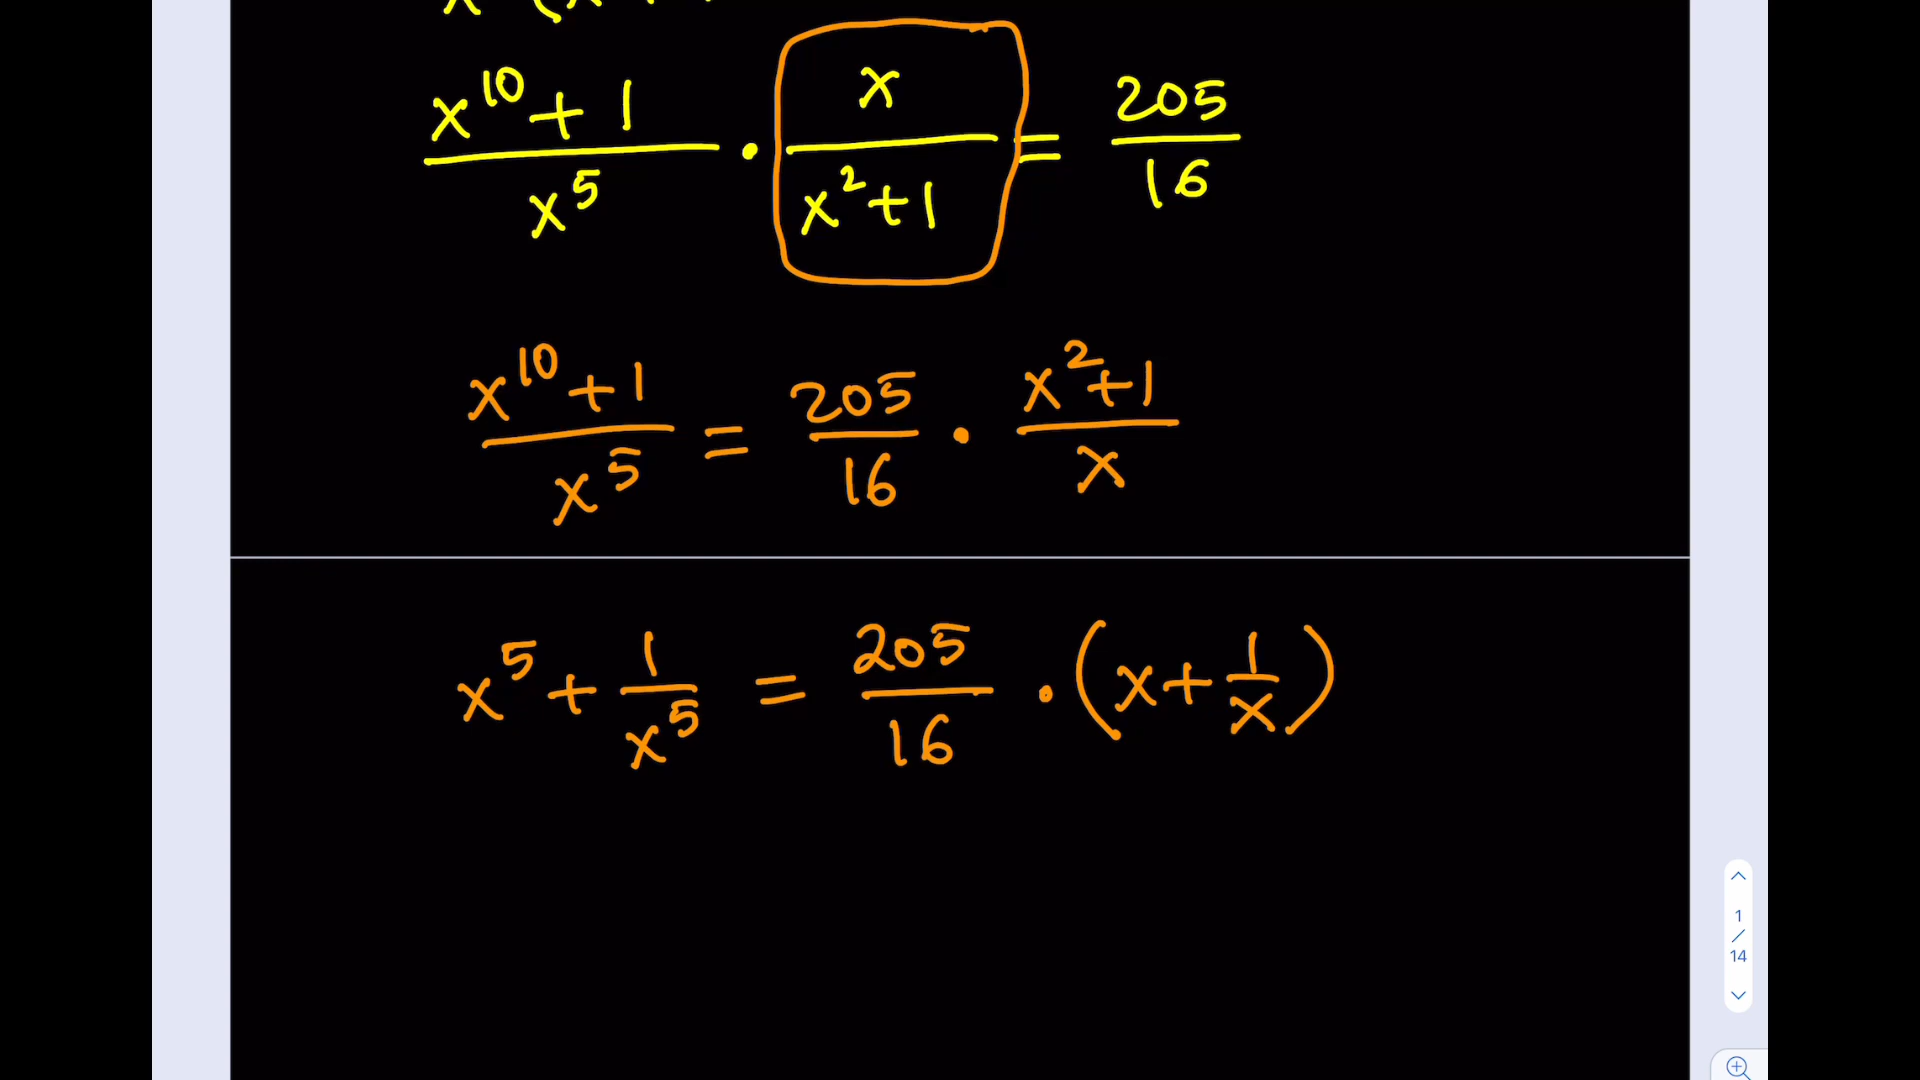 x^10 + 1 / x^5 · x / x^2 + 1 = 205 / 16
x^10 + 1 / x^5 = 205 / 16 · x^2 + 1 / x
x^5 + 1 / x^5 = 205 / 16 · (x + 1 / x)
1
/
14